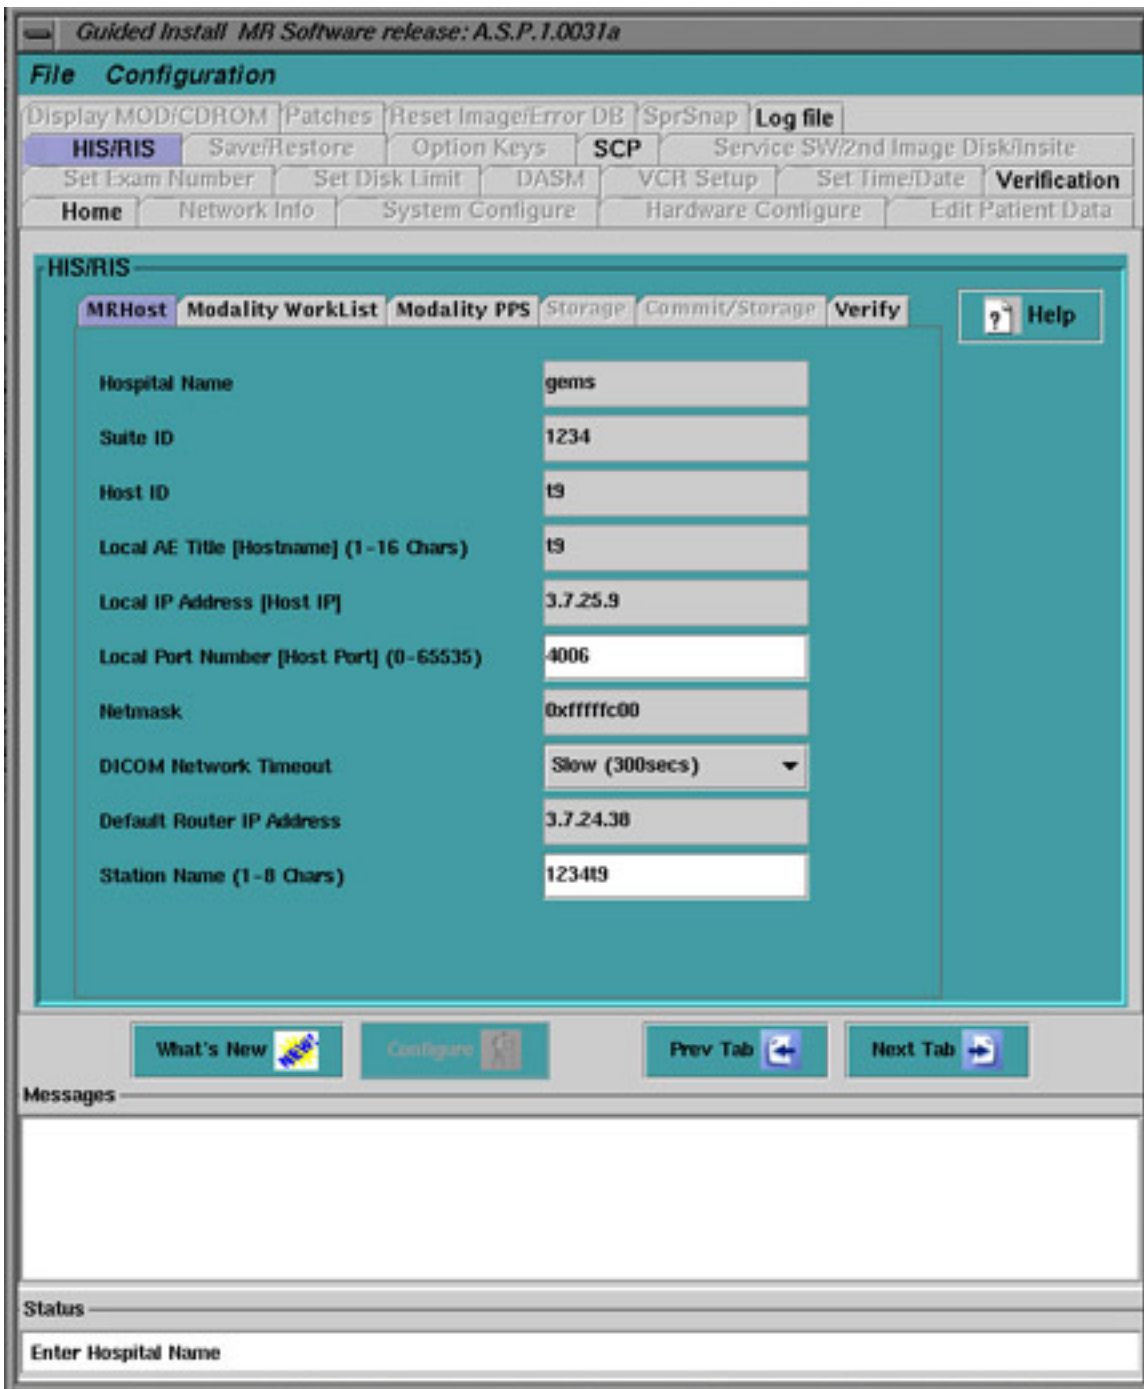 Guided Install MR Software release: A.S.P.1.0031a
File Configuration
Display MOD/CDROM Patches Reset Image/Error DB SprSnap Log file
HIS/RIS Save/Restore Option Keys SCP Service SW/2nd Image Disk/Insite
Set Exam Number Set Disk Limit DASM VCR Setup Set Time/Date Verification
Home Network Info System Configure Hardware Configure Edit Patient Data
HIS/RIS
MRHost Modality WorkList Modality PPS Storage Commit/Storage Verify ? Help
Hospital Name gems
Suite ID 1234
Host ID t9
Local AE Title [Hostname] (1-16 Chars) t9
Local IP Address [Host IP] 3.7.25.9
Local Port Number [Host Port] (0-65535) 4006
Netmask 0xfffffc00
DICOM Network Timeout Slow (300secs)
Default Router IP Address 3.7.24.38
Station Name (1-8 Chars) 1234t9
What's New NEW! Configure Prev Tab Next Tab
Messages
Status
Enter Hospital Name